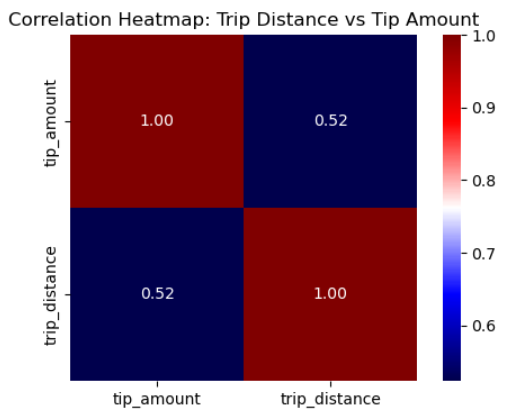 Correlation Heatmap: Trip Distance vs Tip Amount
tip_amount
trip_distance
1.00
0.52
0.52
1.00
tip_amount
trip_distance
1.0
0.9
0.8
0.7
0.6